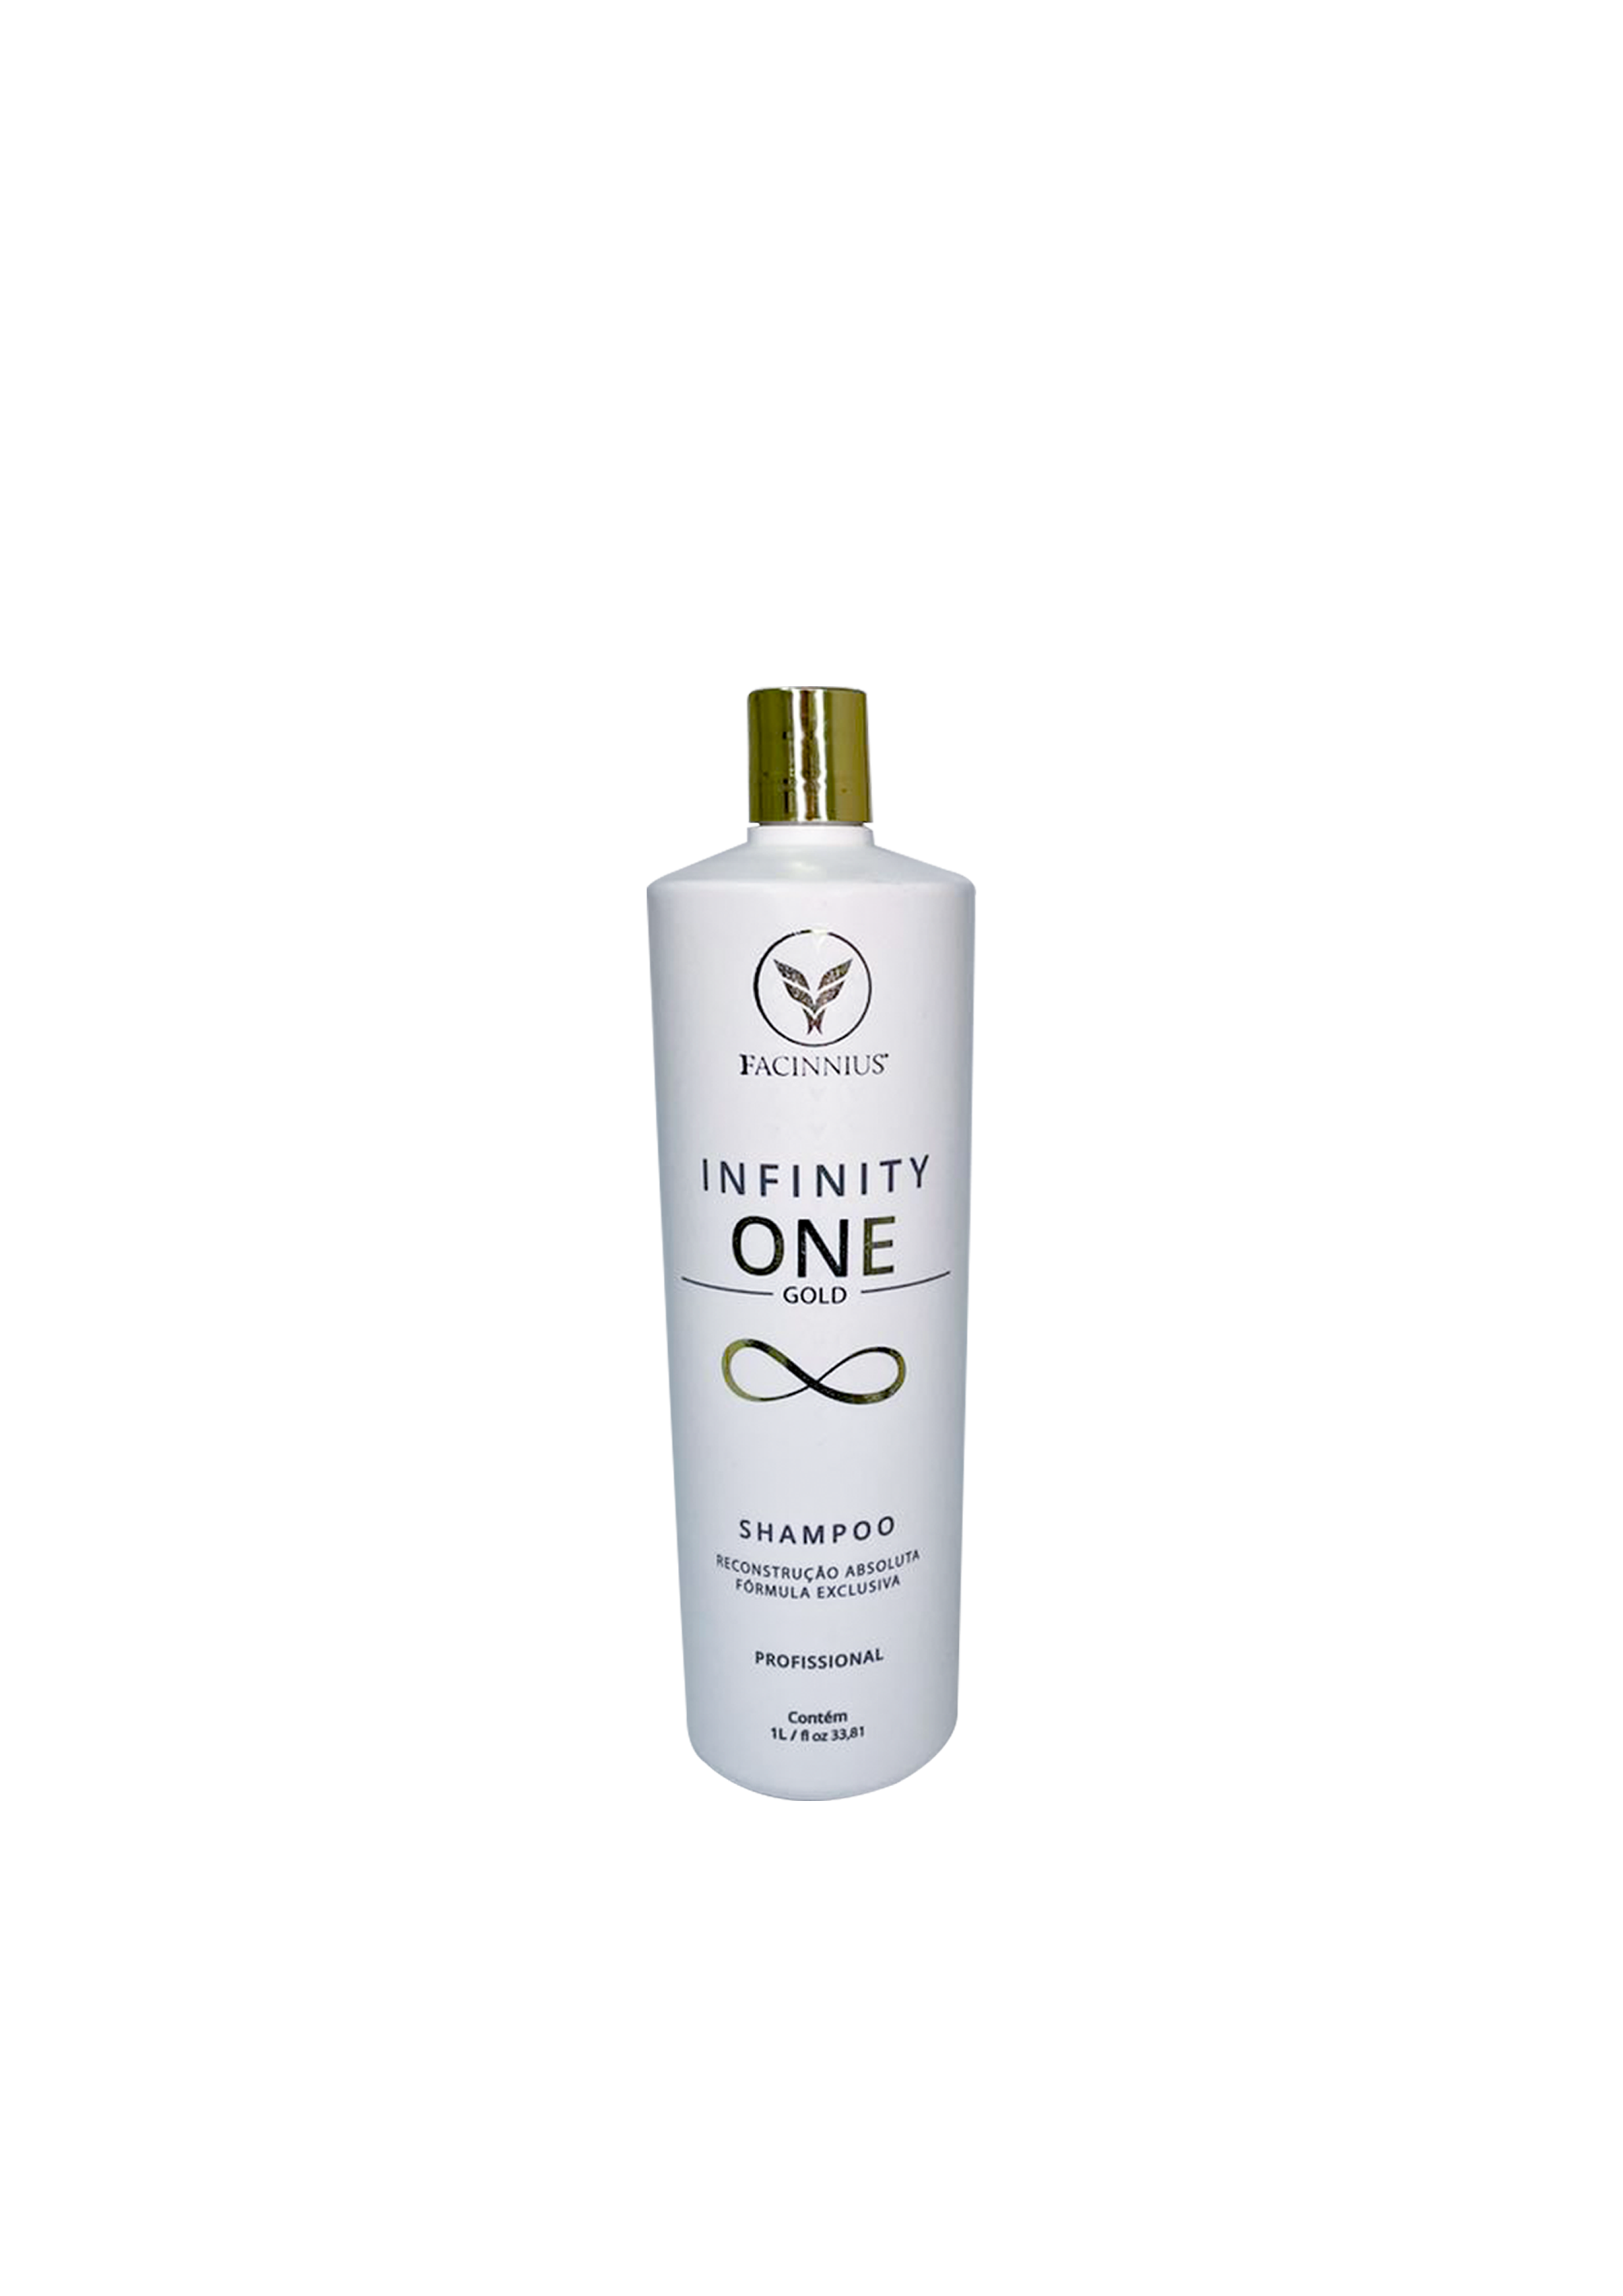 FACINNIUS
INFINITY
ONE
GOLD
SHAMPOO
RECONSTRUÇÃO ABSOLUTA
FÓRMULA EXCLUSIVA
PROFISSIONAL
Contém
1L / fl oz 33,81